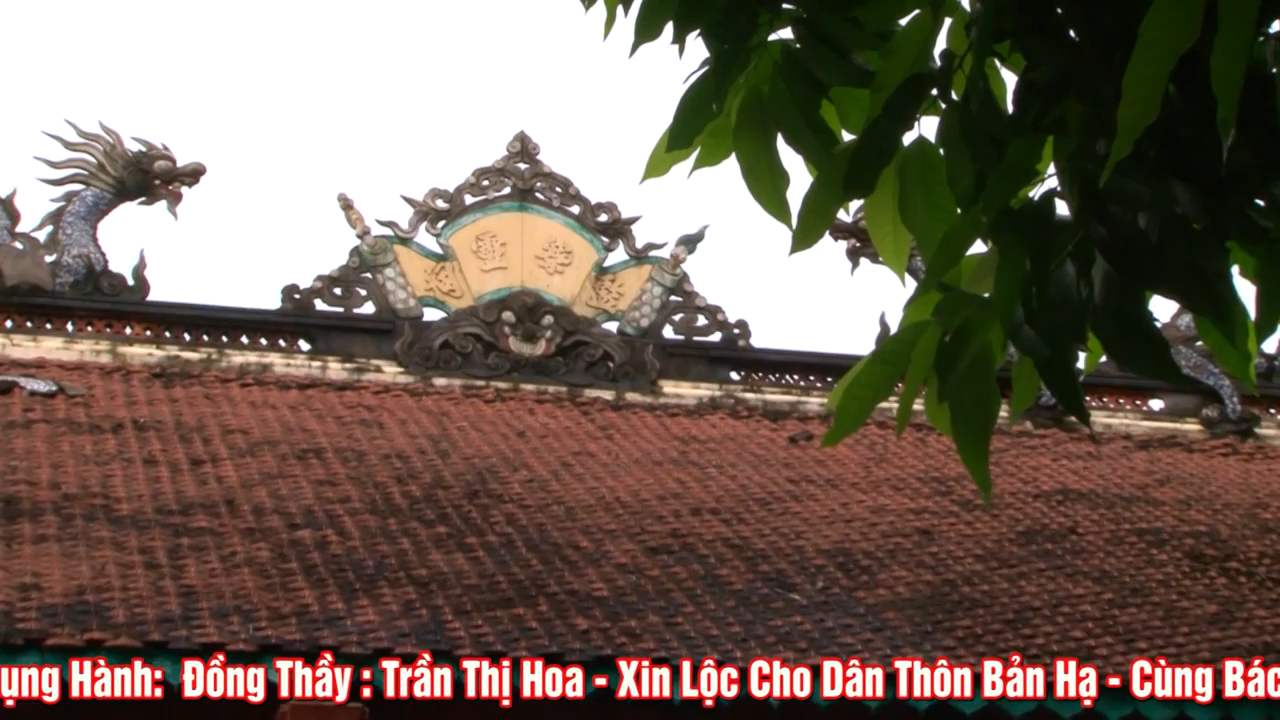 ụng Hành: Đồng Thầy : Trần Thị Hoa - Xin Lộc Cho Dân Thôn Bản Hạ - Cùng Bác